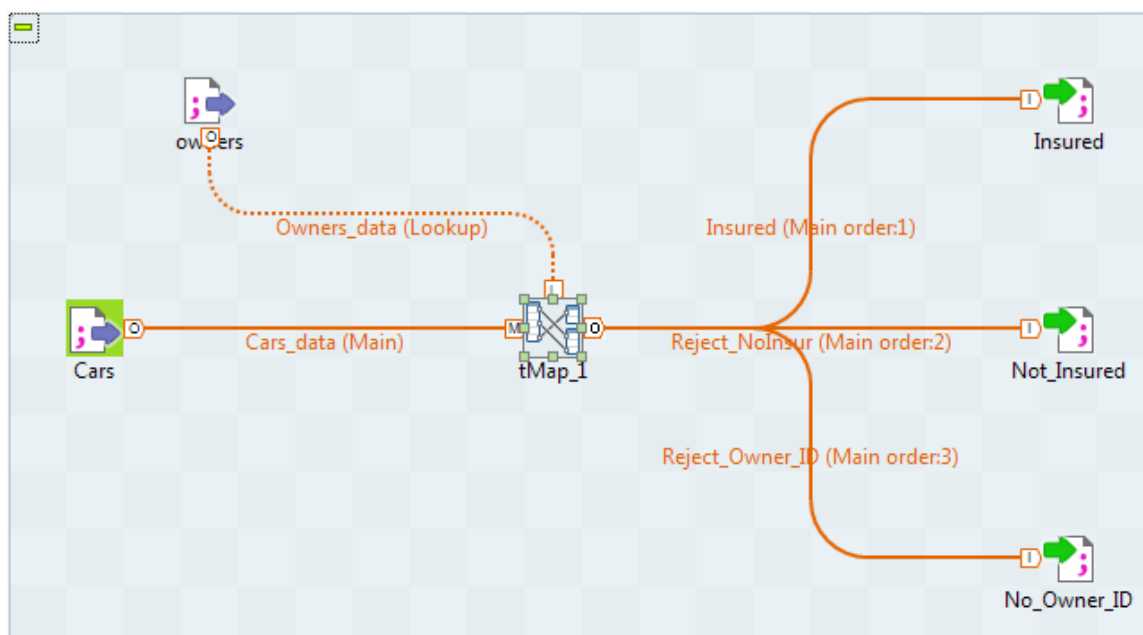 owners
Insured
Owners_data (Lookup)
Insured (Main order:1)
L
O
M
O
I
Cars_data (Main)
Reject_NoInsur (Main order:2)
Cars
tMap_1
Not_Insured
Reject_Owner_ID (Main order:3)
No_Owner_ID